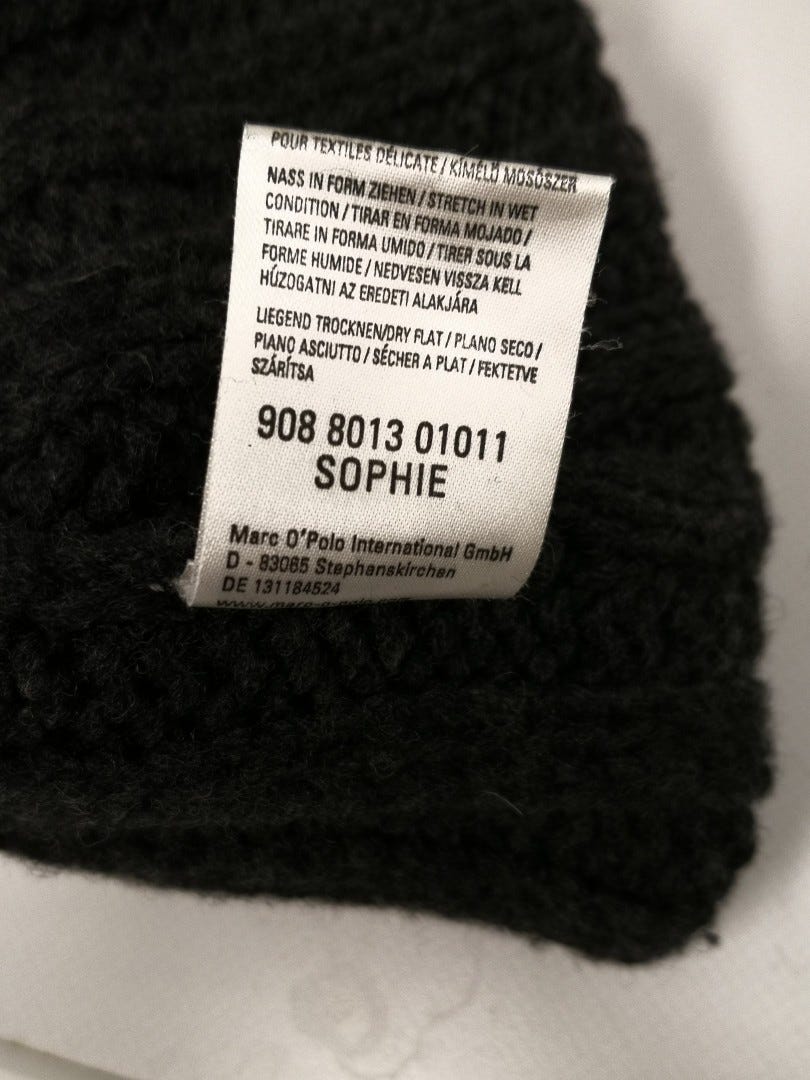 POUR TEXTILES DÉLICATE / KÍMÉLŐ MOSÓSZER
NASS IN FORM ZIEHEN / STRETCH IN WET
CONDITION / TIRAR EN FORMA MOJADO /
TIRARE IN FORMA UMIDO / TIRER SOUS LA
FORME HUMIDE / NEDVESEN VISSZA KELL
HÚZOGATNI AZ EREDETI ALAKJÁRA
LIEGEND TROCKNEN/DRY FLAT / PLANO SECO /
PIANO ASCIUTTO / SÉCHER A PLAT / FEKTETVE
SZÁRÍTSA
908 8013 01011
SOPHIE
Marc O'Polo International GmbH
D - 83065 Stephanskirchen
DE 131184524